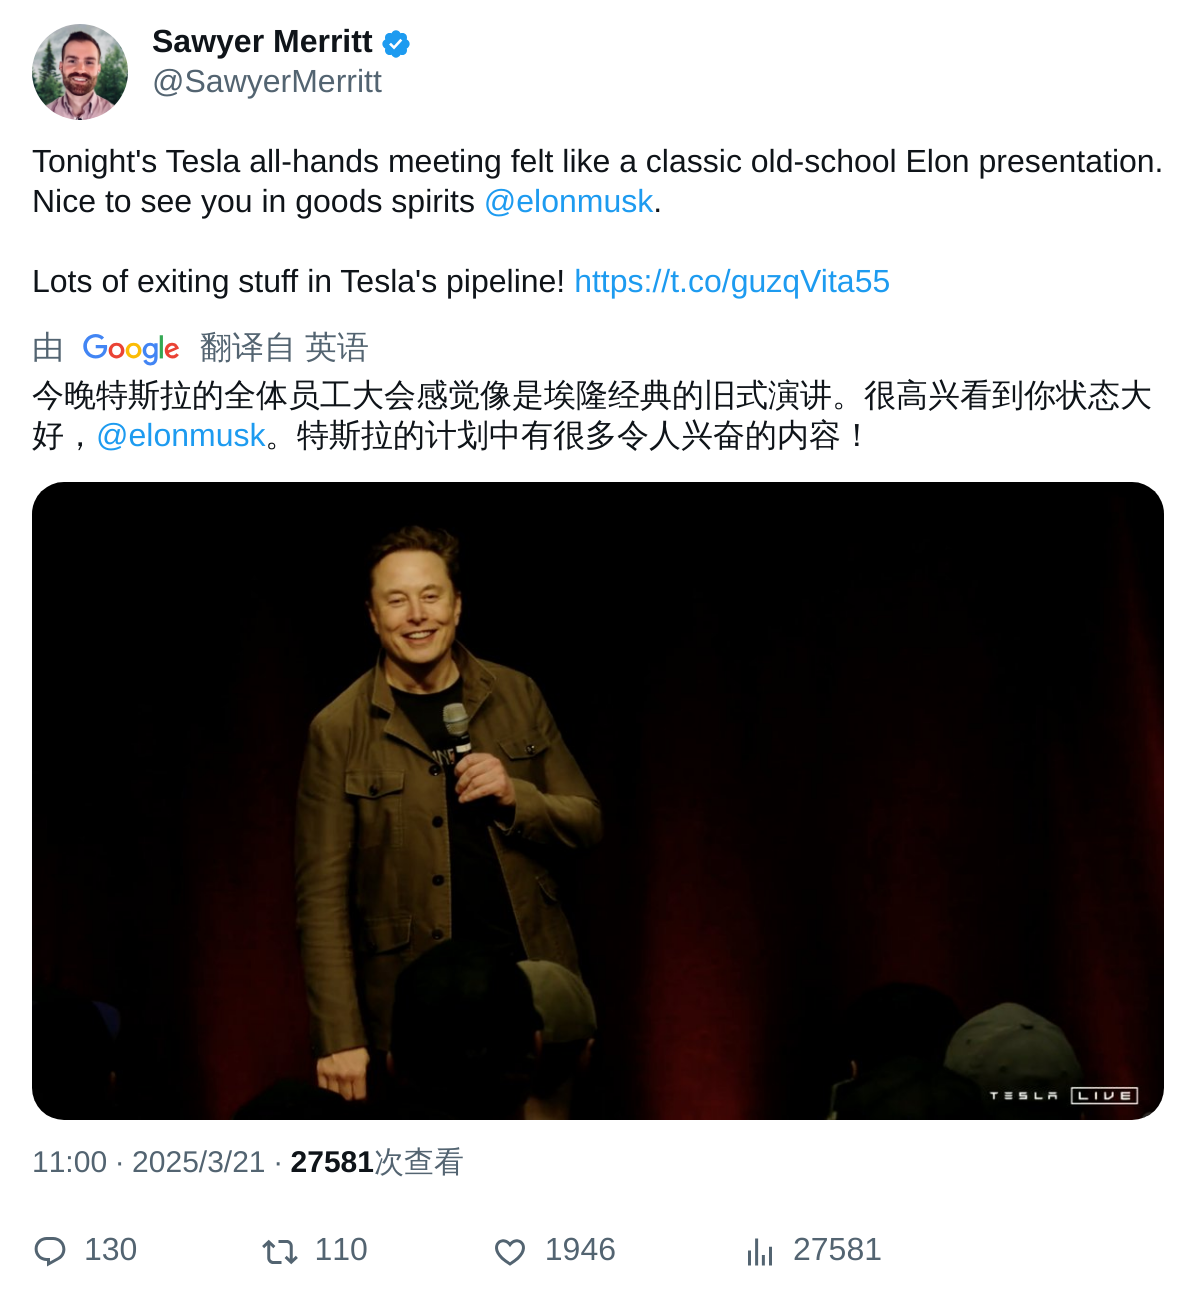 Sawyer Merritt
@SawyerMerritt
Tonight's Tesla all-hands meeting felt like a classic old-school Elon presentation.
Nice to see you in goods spirits @elonmusk.
Lots of exiting stuff in Tesla's pipeline! https://t.co/guzqVita55
由 Google 翻译自 英语
今晚特斯拉的全体员工大会感觉像是埃隆经典的旧式演讲。很高兴看到你状态大
好，@elonmusk。特斯拉的计划中有很多令人兴奋的内容！
TESLA LIVE
11:00 · 2025/3/21 · 27581次查看
130 110 1946 27581